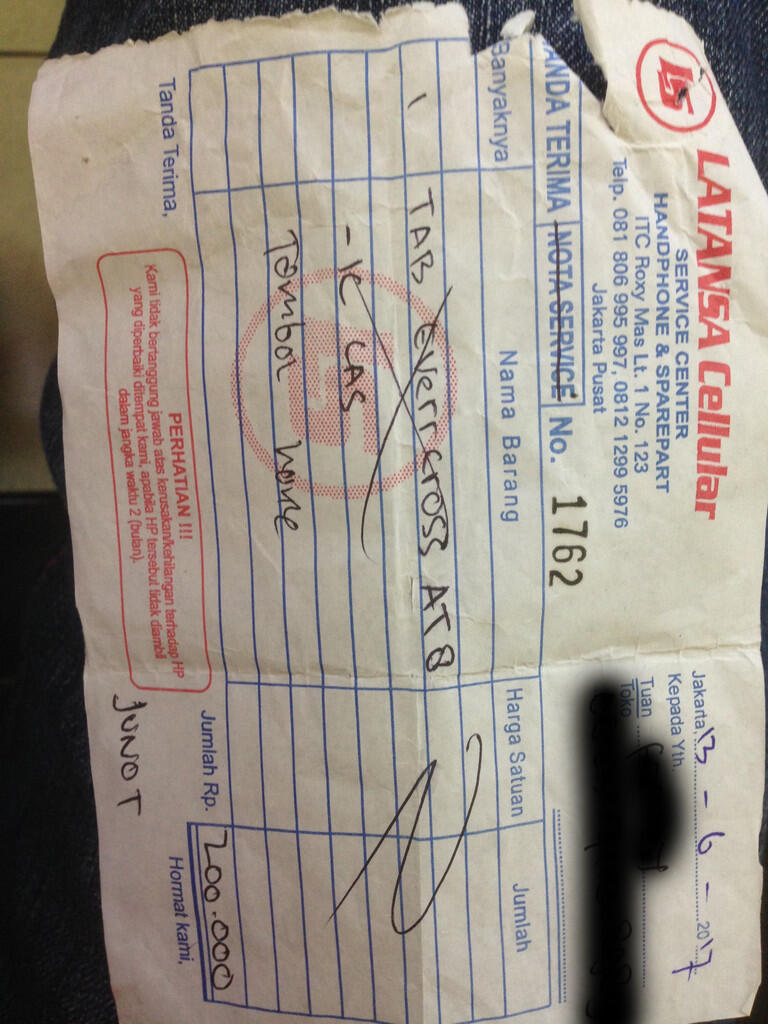 LATANSA Cellular
SERVICE CENTER
HANDPHONE & SPAREPART
ITC Roxy Mas Lt. 1 No. 123
Telp. 081 806 995 997, 0812 1299 5976
Jakarta Pusat
Jakarta, 13 - 6 - 2017
Kepada Yth.
Tuan
Toko
ANDA TERIMA NOTA SERVICE No. 1762
Banyaknya Nama Barang Harga Satuan Jumlah
1 TAB everrcross AT8
- IC CAS
Tombol home
Tanda Terima,
PERHATIAN !!!
Kami tidak bertanggung jawab atas kerusakan/kehilangan terhadap HP
yang diperbaiki ditempat kami, apabila HP tersebut tidak diambil
dalam jangka waktu 2 (bulan).
Jumlah Rp. 200.000
Hormat kami,
JUNOT